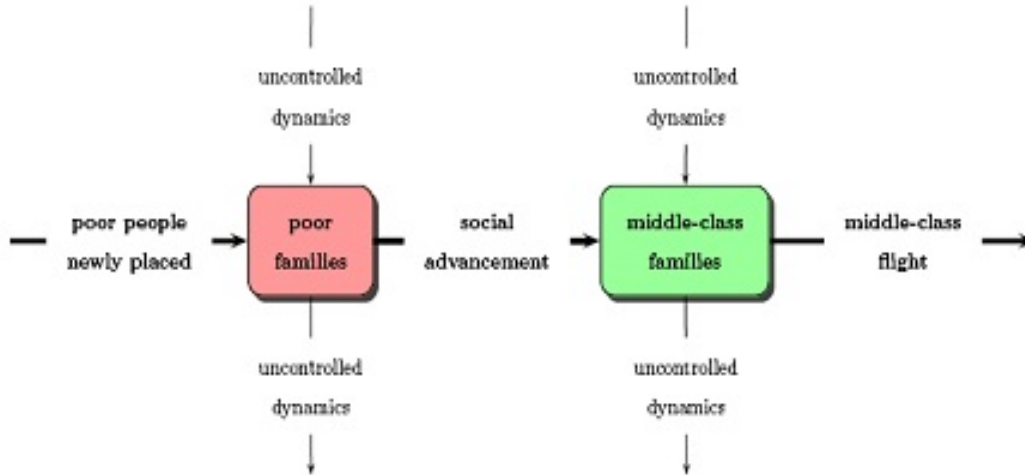 uncontrolled
dynamics
uncontrolled
dynamics
poor people
newly placed
poor
families
social
advancement
middle-class
families
middle-class
flight
uncontrolled
dynamics
uncontrolled
dynamics